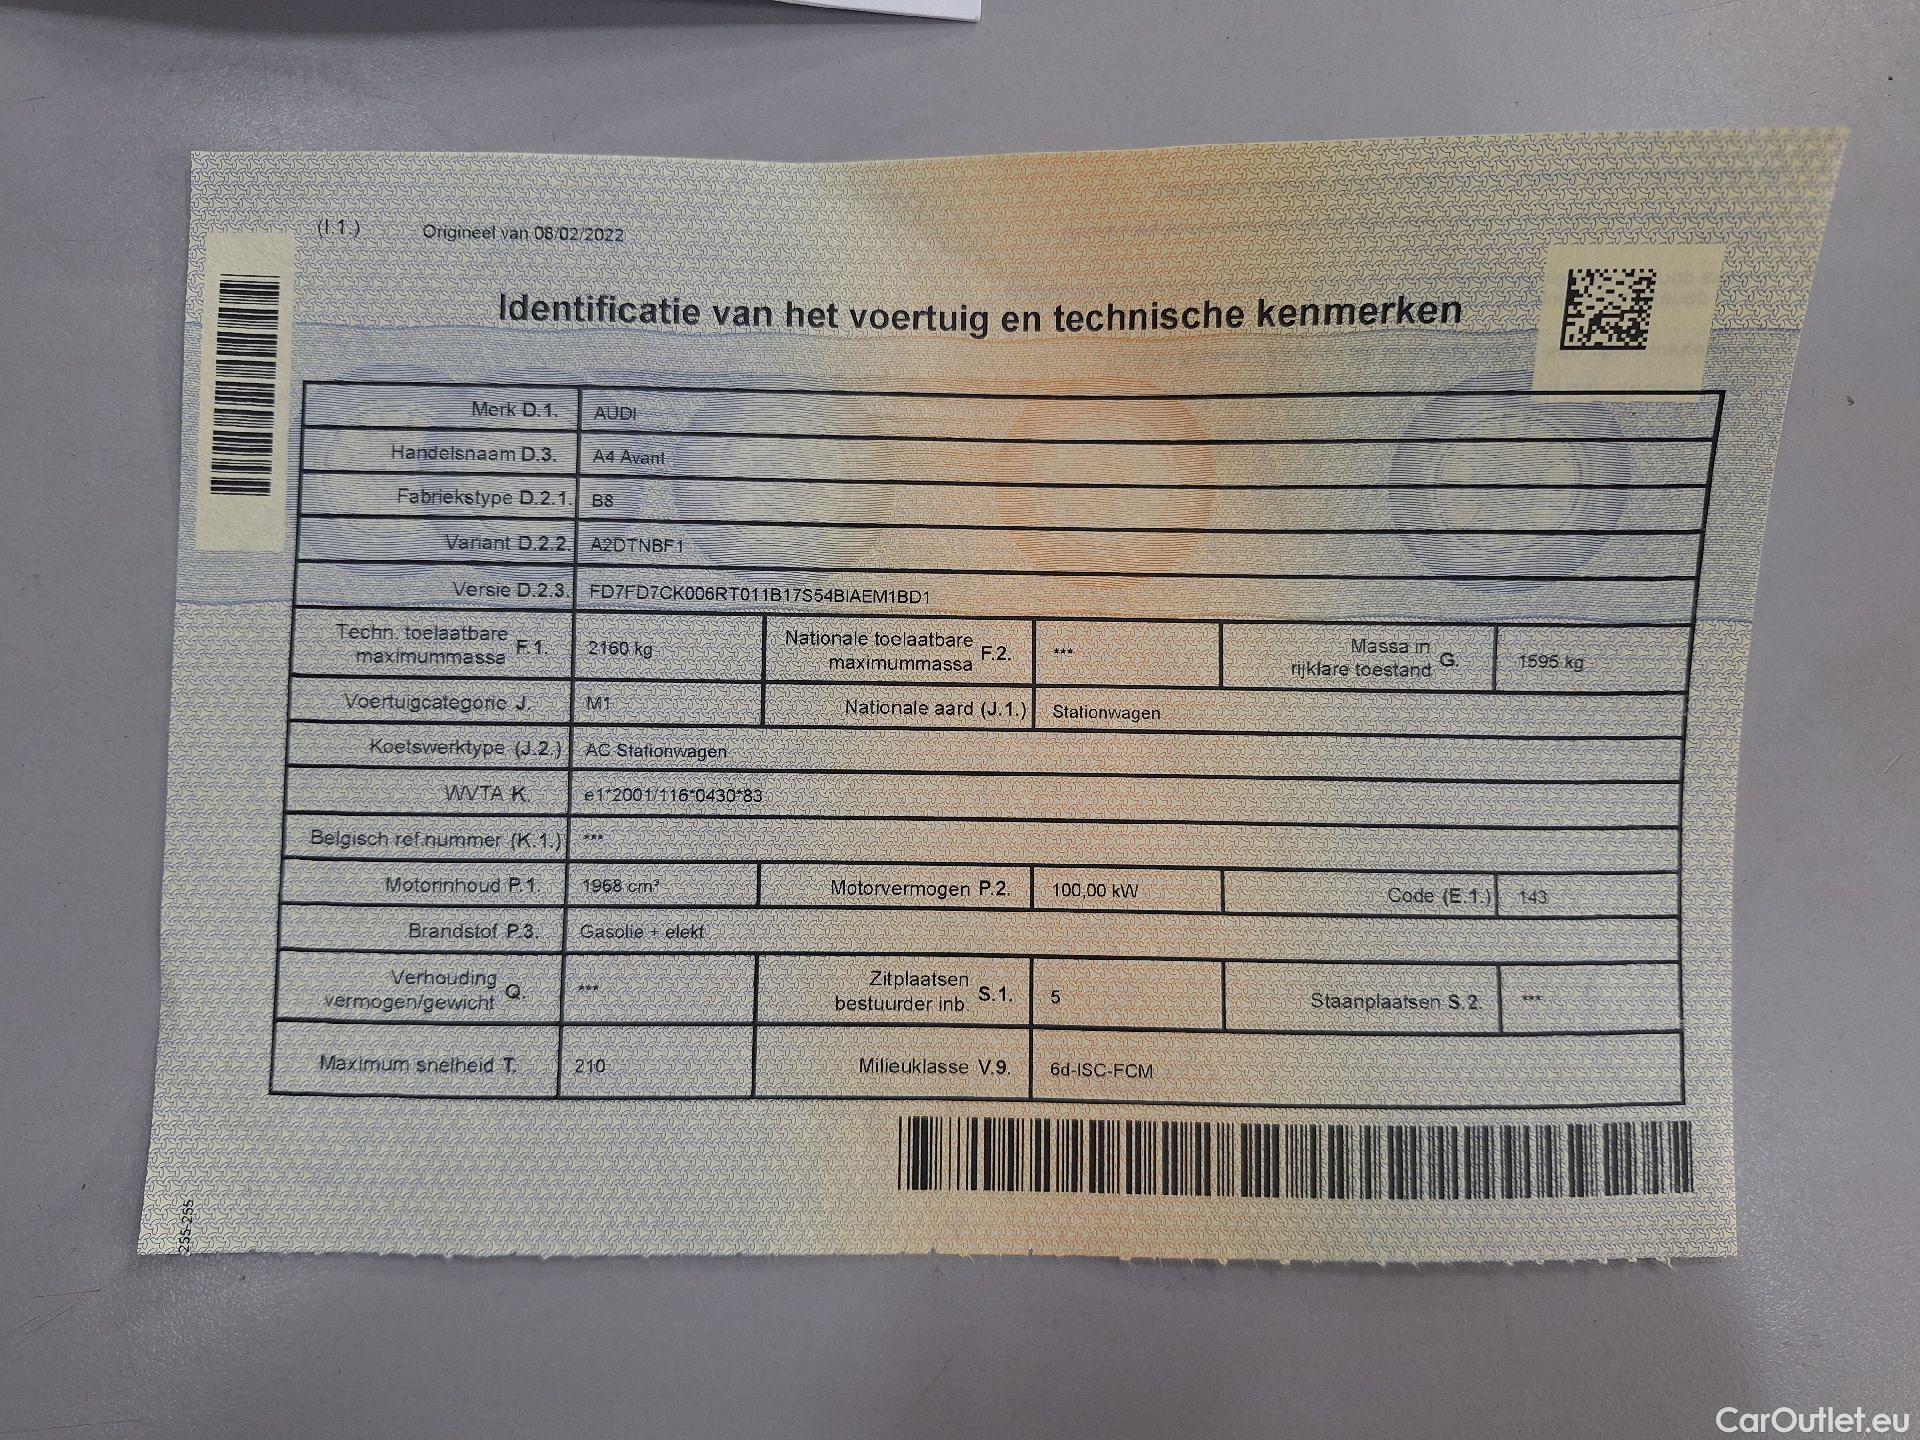 (I.1.) Origineel van 08/02/2022
Identificatie van het voertuig en technische kenmerken
Merk D.1. AUDI
Handelsnaam D.3. A4 Avant
Fabriekstype D.2.1. B8
Variant D.2.2. A2DTNBF1
Versie D.2.3. FD7FD7CK006RT011B17S54BIAEM1BD1
Techn. toelaatbare maximummassa F.1. 2160 kg Nationale toelaatbare maximummassa F.2. *** Massa in rijklare toestand G. 1595 kg
Voertuigcategorie J. M1 Nationale aard (J.1.) Stationwagen
Koetswerktype (J.2.) AC Stationwagen
WVTA K. e1*2001/116*0430*83
Belgisch ref.nummer (K.1.) ***
Motorinhoud P.1. 1968 cm³ Motorvermogen P.2. 100,00 kW Code (E.1.) 143
Brandstof P.3. Gasolie + elekt
Verhouding vermogen/gewicht Q. *** Zitplaatsen bestuurder inb. S.1. 5 Staanplaatsen S.2. ***
Maximum snelheid T. 210 Milieuklasse V.9. 6d-ISC-FCM
255-255
CarOutlet.eu